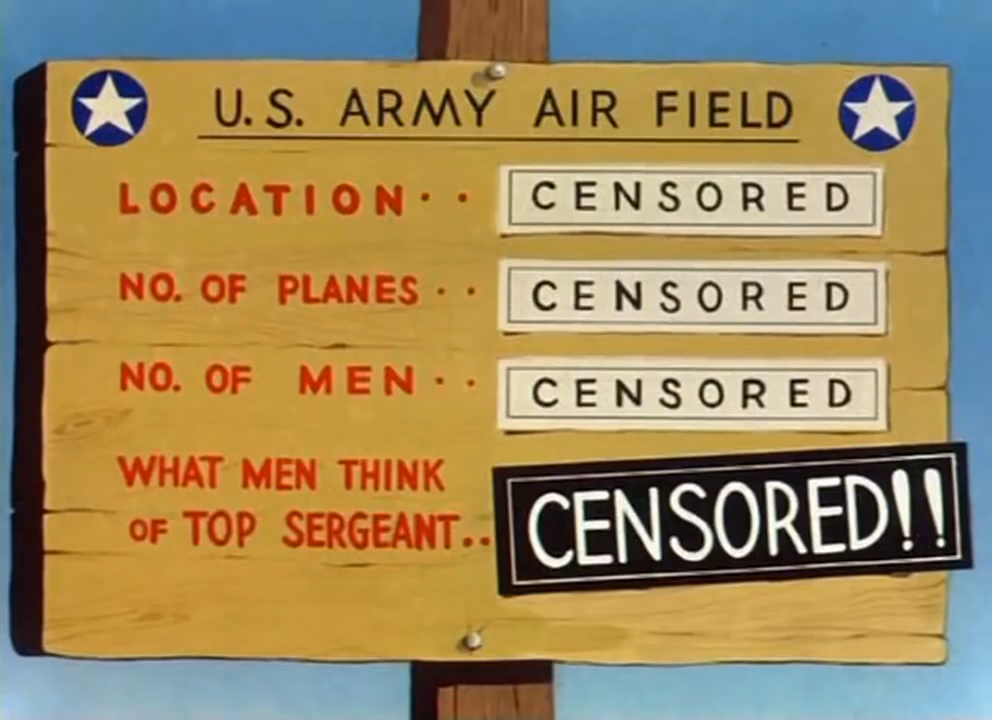 U.S. ARMY AIR FIELD
LOCATION·· CENSORED
NO. OF PLANES·· CENSORED
NO. OF MEN·· CENSORED
WHAT MEN THINK
OF TOP SERGEANT.. CENSORED!!